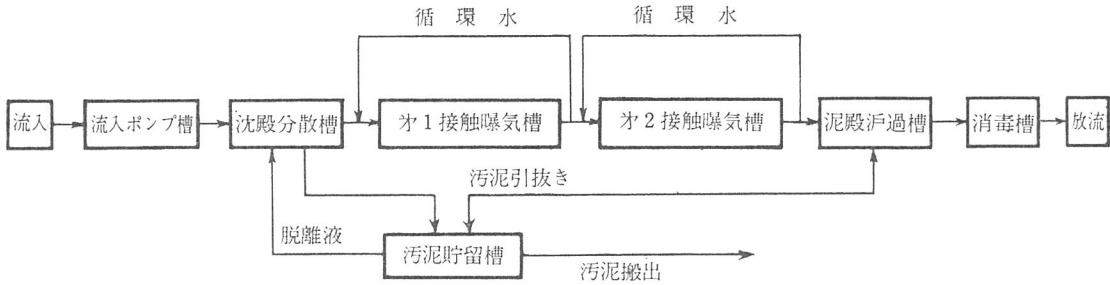 循環水
循環水
流入
流入ポンプ槽
沈殿分散槽
才1接触曝気槽
才2接触曝気槽
泥殿沪過槽
消毒槽
放流
汚泥引抜き
脱離液
汚泥貯留槽
汚泥搬出